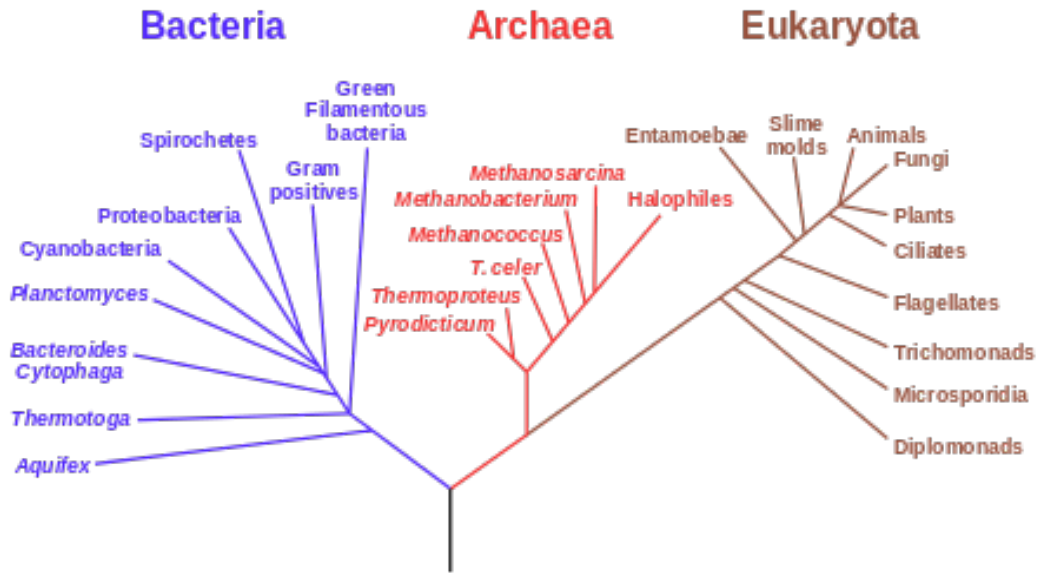 Bacteria
Archaea
Eukaryota
Green
Filamentous
bacteria
Spirochetes
Gram
positives
Proteobacteria
Cyanobacteria
Planctomyces
Bacteroides
Cytophaga
Thermotoga
Aquifex
Methanosarcina
Methanobacterium
Halophiles
Methanococcus
T. celer
Thermoproteus
Pyrodicticum
Entamoebae
Slime
molds
Animals
Fungi
Plants
Ciliates
Flagellates
Trichomonads
Microsporidia
Diplomonads